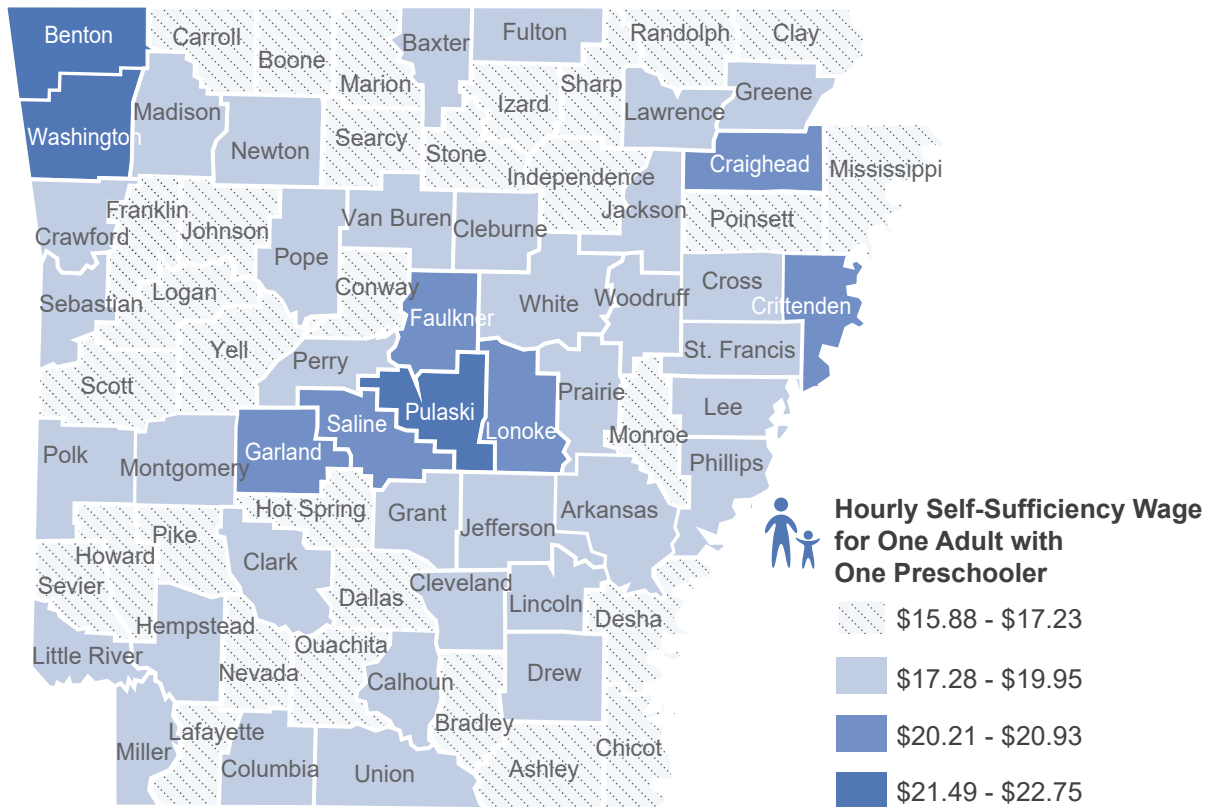 Benton
Carroll
Boone
Marion
Baxter
Fulton
Sharp
Randolph
Clay
Washington
Madison
Newton
Searcy
Stone
Izard
Independence
Lawrence
Greene
Craighead
Mississippi
Crawford
Franklin
Johnson
Pope
Van Buren
Cleburne
Jackson
Poinsett
Sebastian
Logan
Conway
Faulkner
White
Woodruff
Cross
Crittenden
Scott
Yell
Perry
Pulaski
Lonoke
Prairie
St. Francis
Lee
Monroe
Polk
Montgomery
Garland
Saline
Phillips
Hot Spring
Grant
Jefferson
Arkansas
Howard
Pike
Sevier
Clark
Dallas
Cleveland
Lincoln
Desha
Little River
Hempstead
Nevada
Ouachita
Calhoun
Bradley
Drew
Miller
Lafayette
Columbia
Union
Ashley
Chicot
Hourly Self-Sufficiency Wage
for One Adult with
One Preschooler
$15.88 - $17.23
$17.28 - $19.95
$20.21 - $20.93
$21.49 - $22.75